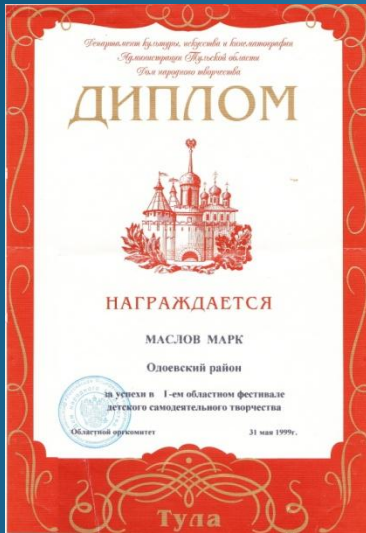 Департамент культуры, искусства и кинематографии
Администрации Тульской области
Дом народного творчества
ДИПЛОМ
НАГРАЖДАЕТСЯ
МАСЛОВ МАРК
Одоевский район
за успехи в 1-ем областном фестивале
детского самодеятельного творчества
Областной оргкомитет 31 мая 1999г.
Тула